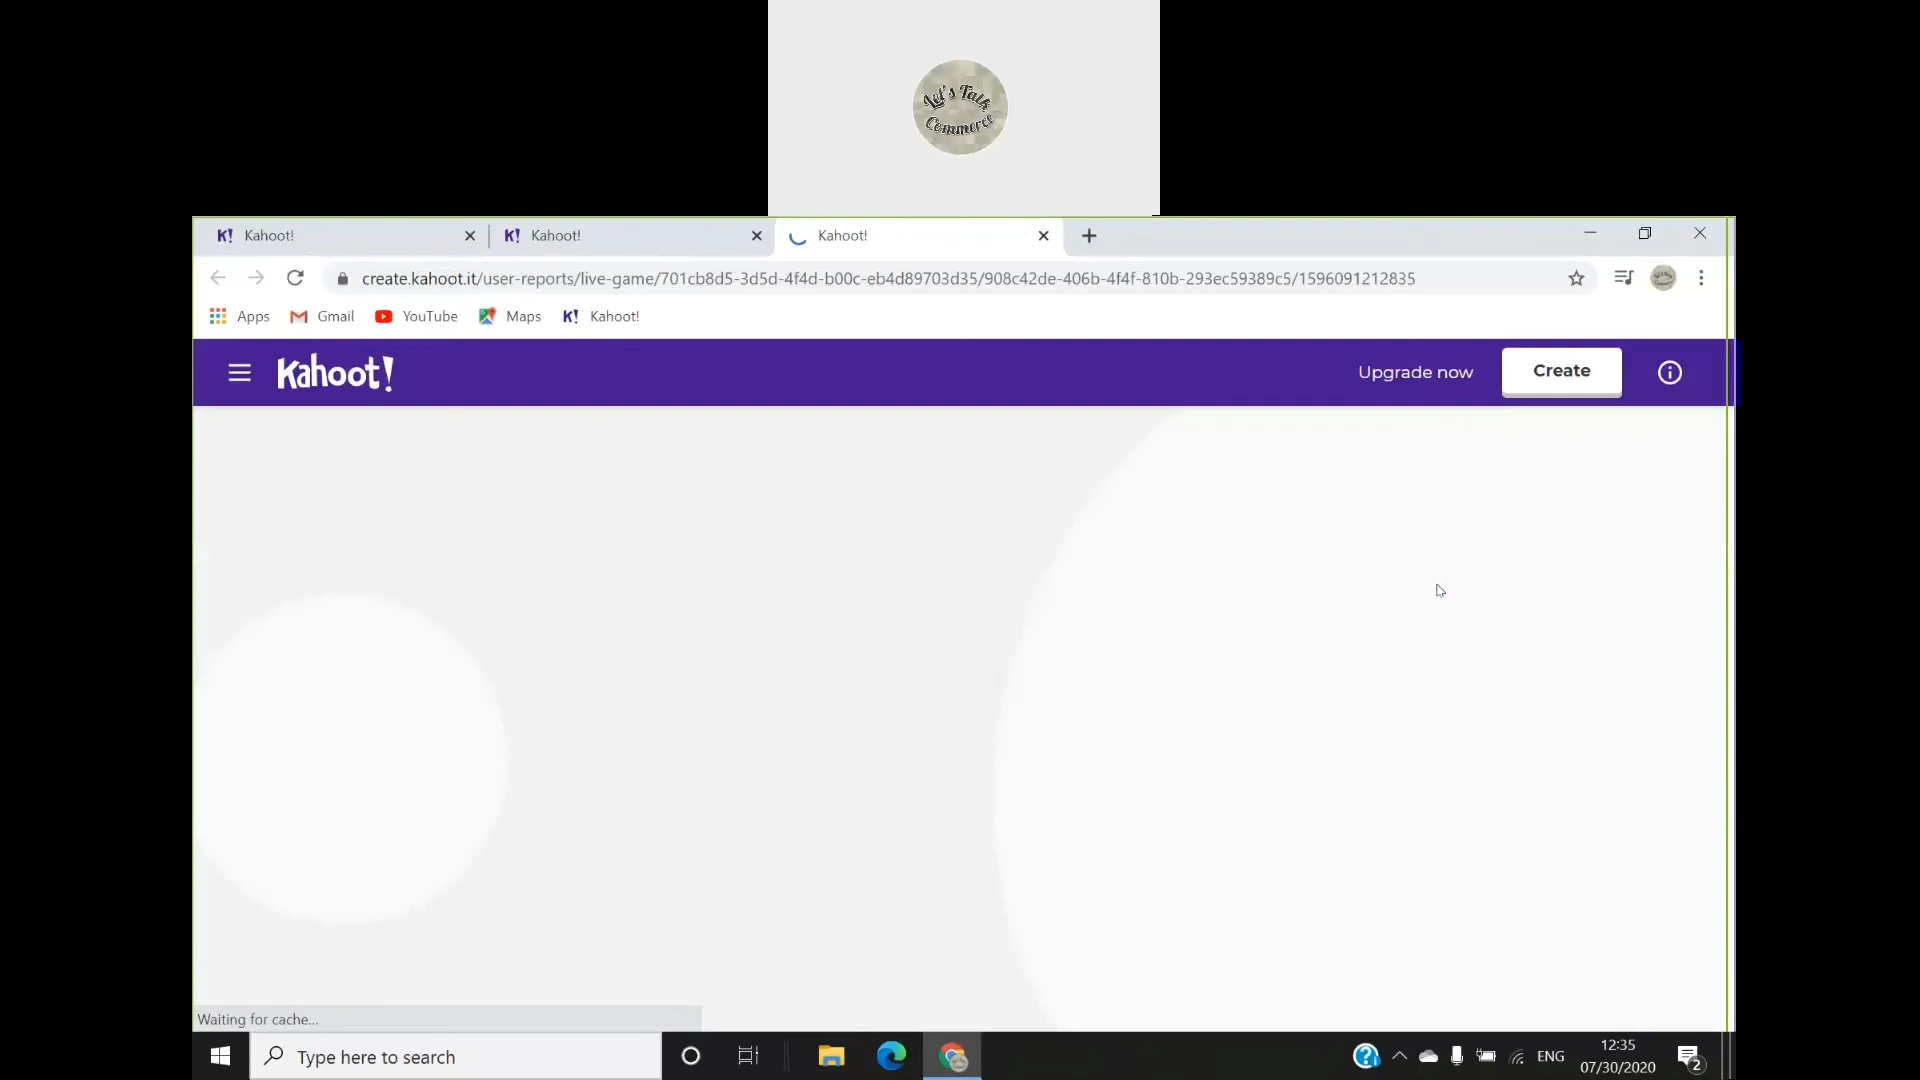 Let's Talk
Commerce
K! Kahoot!
K! Kahoot!
Kahoot!
create.kahoot.it/user-reports/live-game/701cb8d5-3d5d-4f4d-b00c-eb4d89703d35/908c42de-406b-4f4f-810b-293ec59389c5/1596091212835
Apps
Gmail
YouTube
Maps
K! Kahoot!
Kahoot!
Upgrade now
Create
Waiting for cache...
Type here to search
ENG
12:35
07/30/2020
2